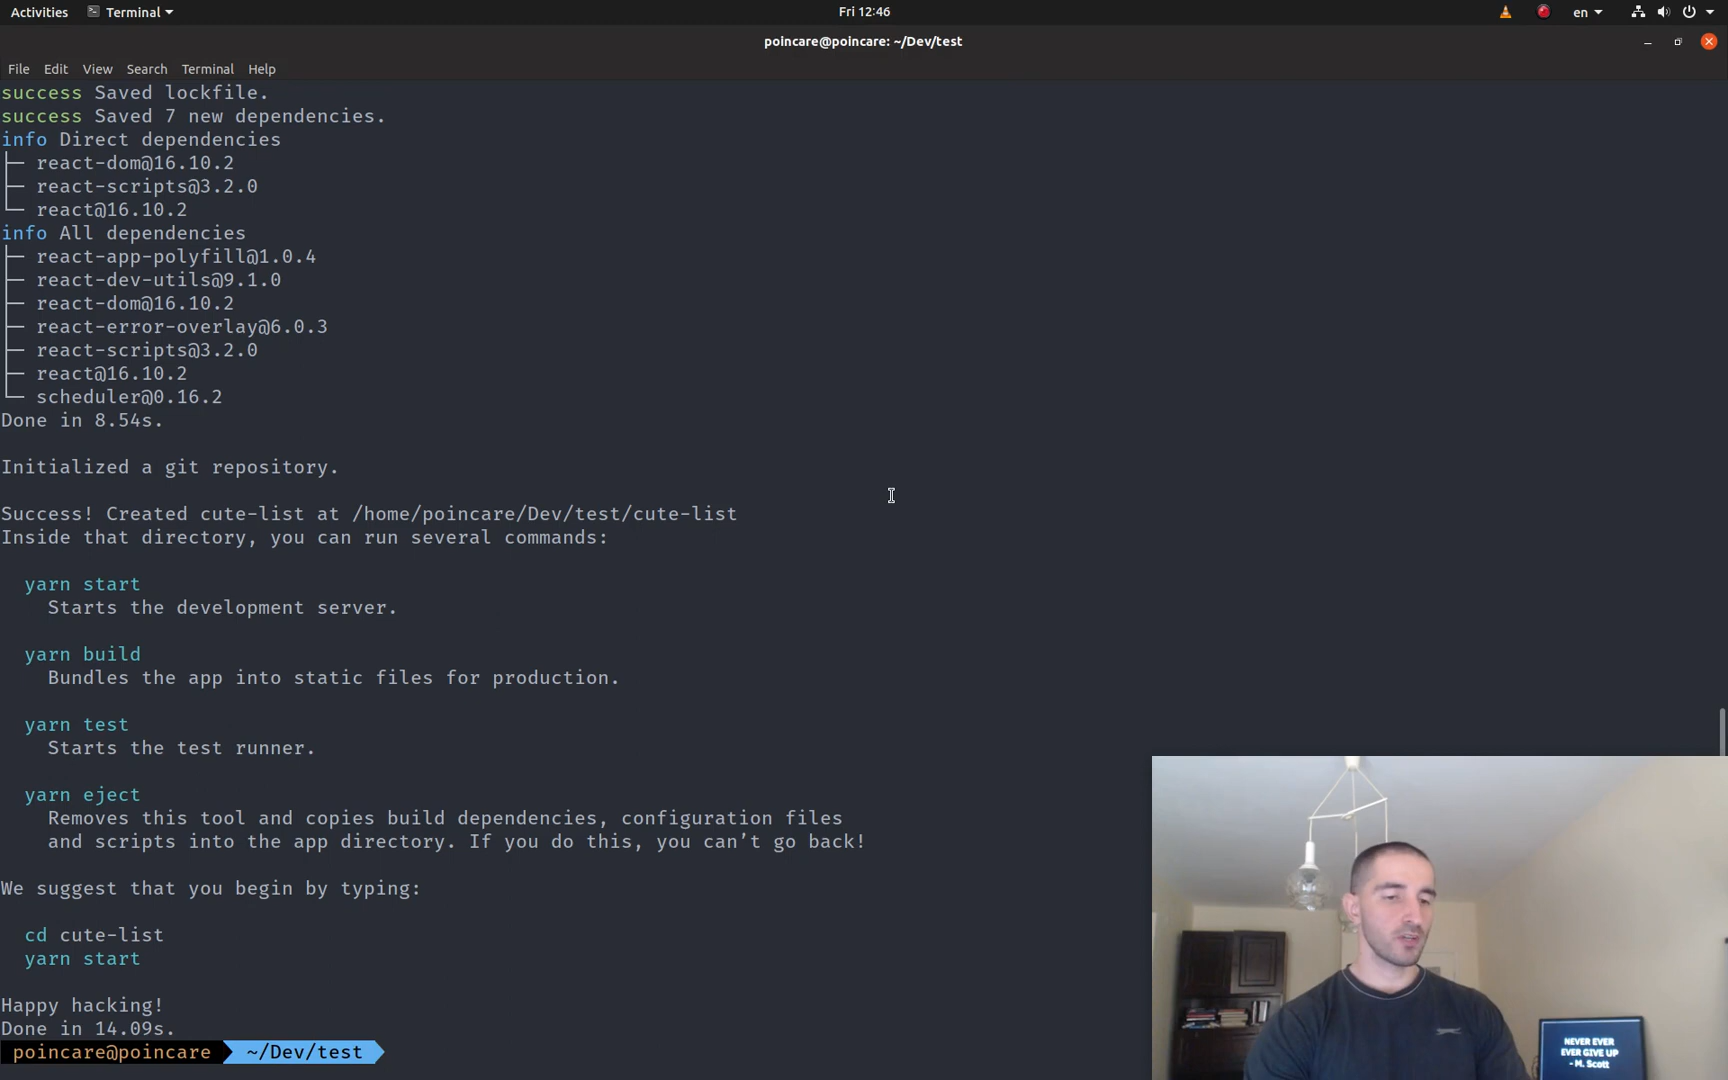 Activities Terminal Fri 12:46 en
poincare@poincare: ~/Dev/test
File Edit View Search Terminal Help
success Saved lockfile.
success Saved 7 new dependencies.
info Direct dependencies
├─ react-dom@16.10.2
├─ react-scripts@3.2.0
└─ react@16.10.2
info All dependencies
├─ react-app-polyfill@1.0.4
├─ react-dev-utils@9.1.0
├─ react-dom@16.10.2
├─ react-error-overlay@6.0.3
├─ react-scripts@3.2.0
├─ react@16.10.2
└─ scheduler@0.16.2
Done in 8.54s.
Initialized a git repository.
Success! Created cute-list at /home/poincare/Dev/test/cute-list
Inside that directory, you can run several commands:
yarn start
Starts the development server.
yarn build
Bundles the app into static files for production.
yarn test
Starts the test runner.
yarn eject
Removes this tool and copies build dependencies, configuration files
and scripts into the app directory. If you do this, you can’t go back!
We suggest that you begin by typing:
cd cute-list
yarn start
Happy hacking!
Done in 14.09s.
poincare@poincare ~/Dev/test
NEVER EVER
EVER GIVE UP
- M. Scott